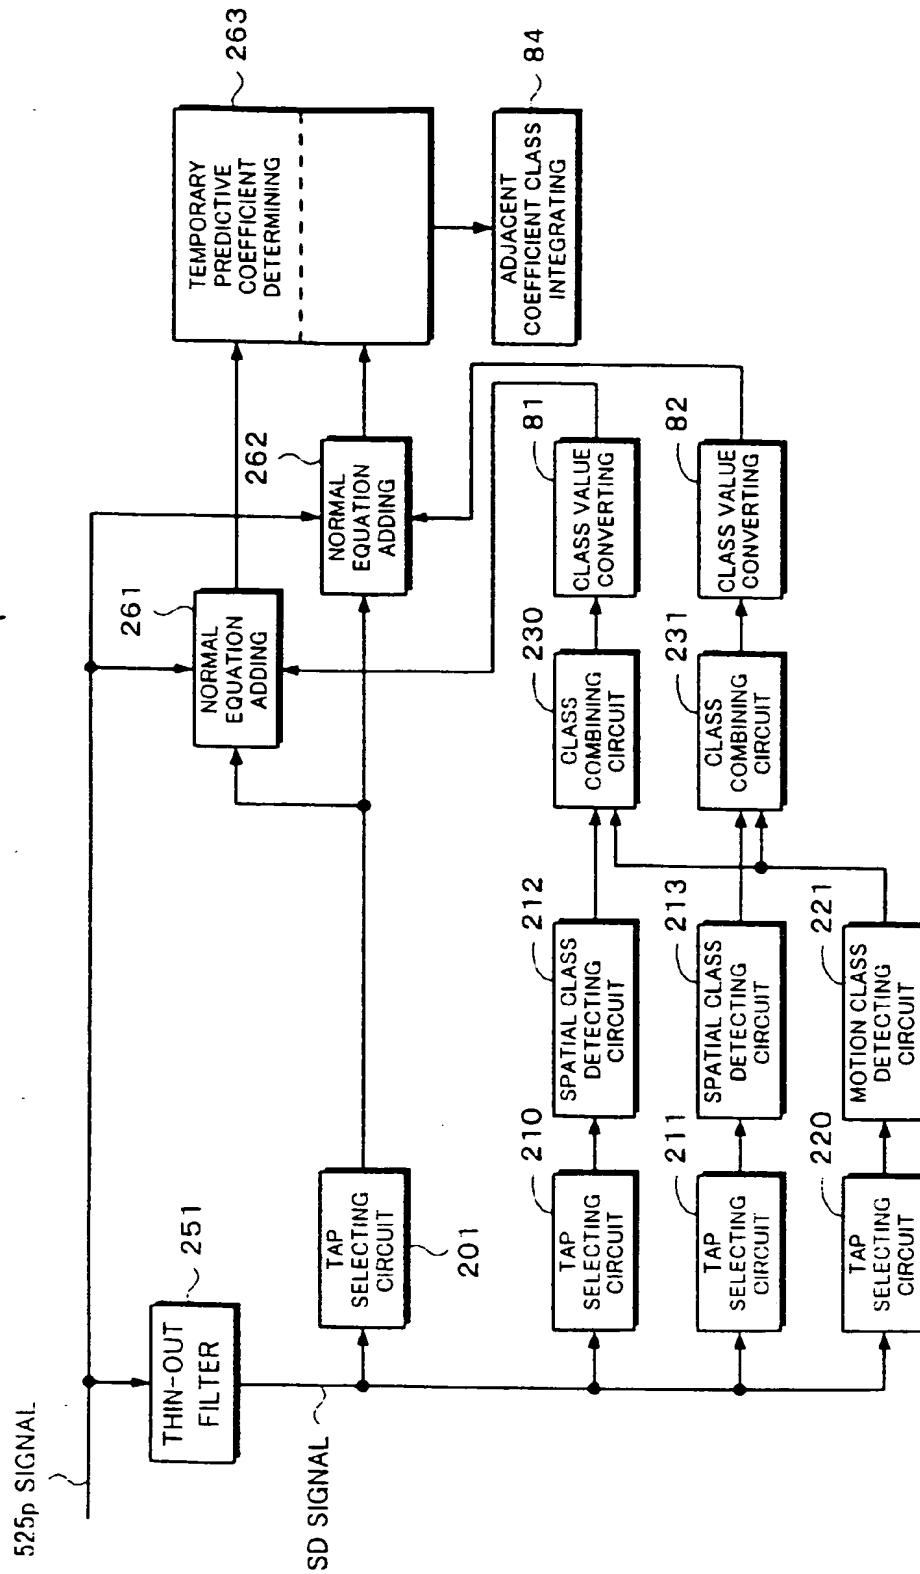 525p SIGNAL
THIN-OUT
FILTER
251
SD SIGNAL
TAP
SELECTING
CIRCUIT
201
NORMAL
EQUATION
ADDING
261
NORMAL
EQUATION
ADDING
262
TEMPORARY
PREDICTIVE
COEFFICIENT
DETERMINING
263
ADJACENT
COEFFICIENT CLASS
INTEGRATING
84
TAP
SELECTING
CIRCUIT
210
SPATIAL CLASS
DETECTING
CIRCUIT
212
CLASS
COMBINING
CIRCUIT
230
CLASS VALUE
CONVERTING
81
TAP
SELECTING
CIRCUIT
211
SPATIAL CLASS
DETECTING
CIRCUIT
213
CLASS
COMBINING
CIRCUIT
231
CLASS VALUE
CONVERTING
82
TAP
SELECTING
CIRCUIT
220
MOTION CLASS
DETECTING
CIRCUIT
221